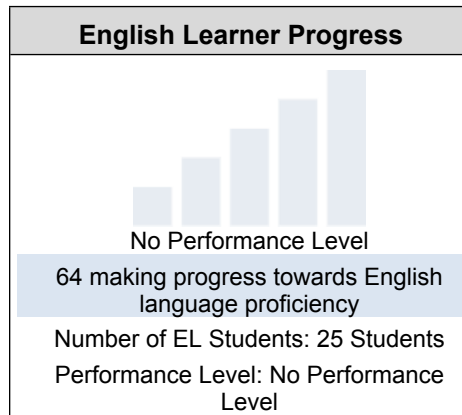 English Learner Progress
No Performance Level
64 making progress towards English
language proficiency
Number of EL Students: 25 Students
Performance Level: No Performance
Level